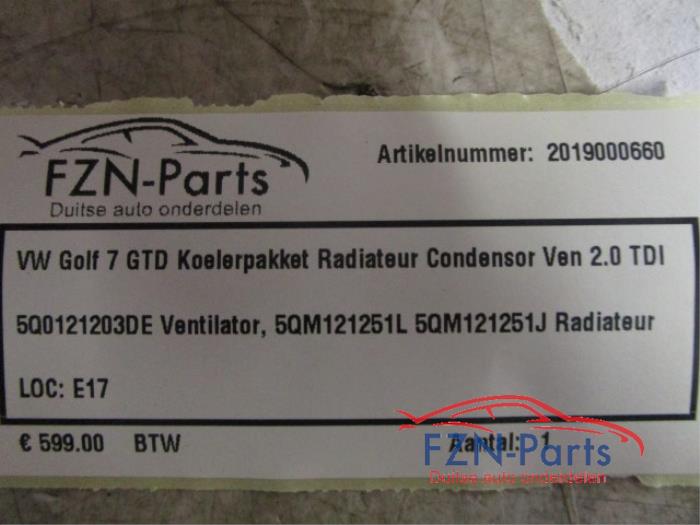 FZN-Parts
Duitse auto onderdelen
Artikelnummer: 2019000660
VW Golf 7 GTD Koelerpakket Radiateur Condensor Ven 2.0 TDI
5Q0121203DE Ventilator, 5QM121251L 5QM121251J Radiateur
LOC: E17
€ 599.00 BTW
Aantal: 1
FZN-Parts
Duitse auto onderdelen